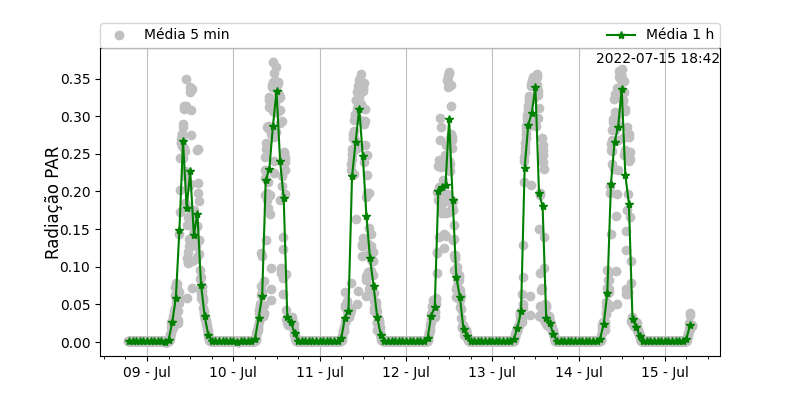 Média 5 min
Média 1 h
2022-07-15 18:42
Radiação PAR
0.35
0.30
0.25
0.20
0.15
0.10
0.05
0.00
09 - Jul
10 - Jul
11 - Jul
12 - Jul
13 - Jul
14 - Jul
15 - Jul